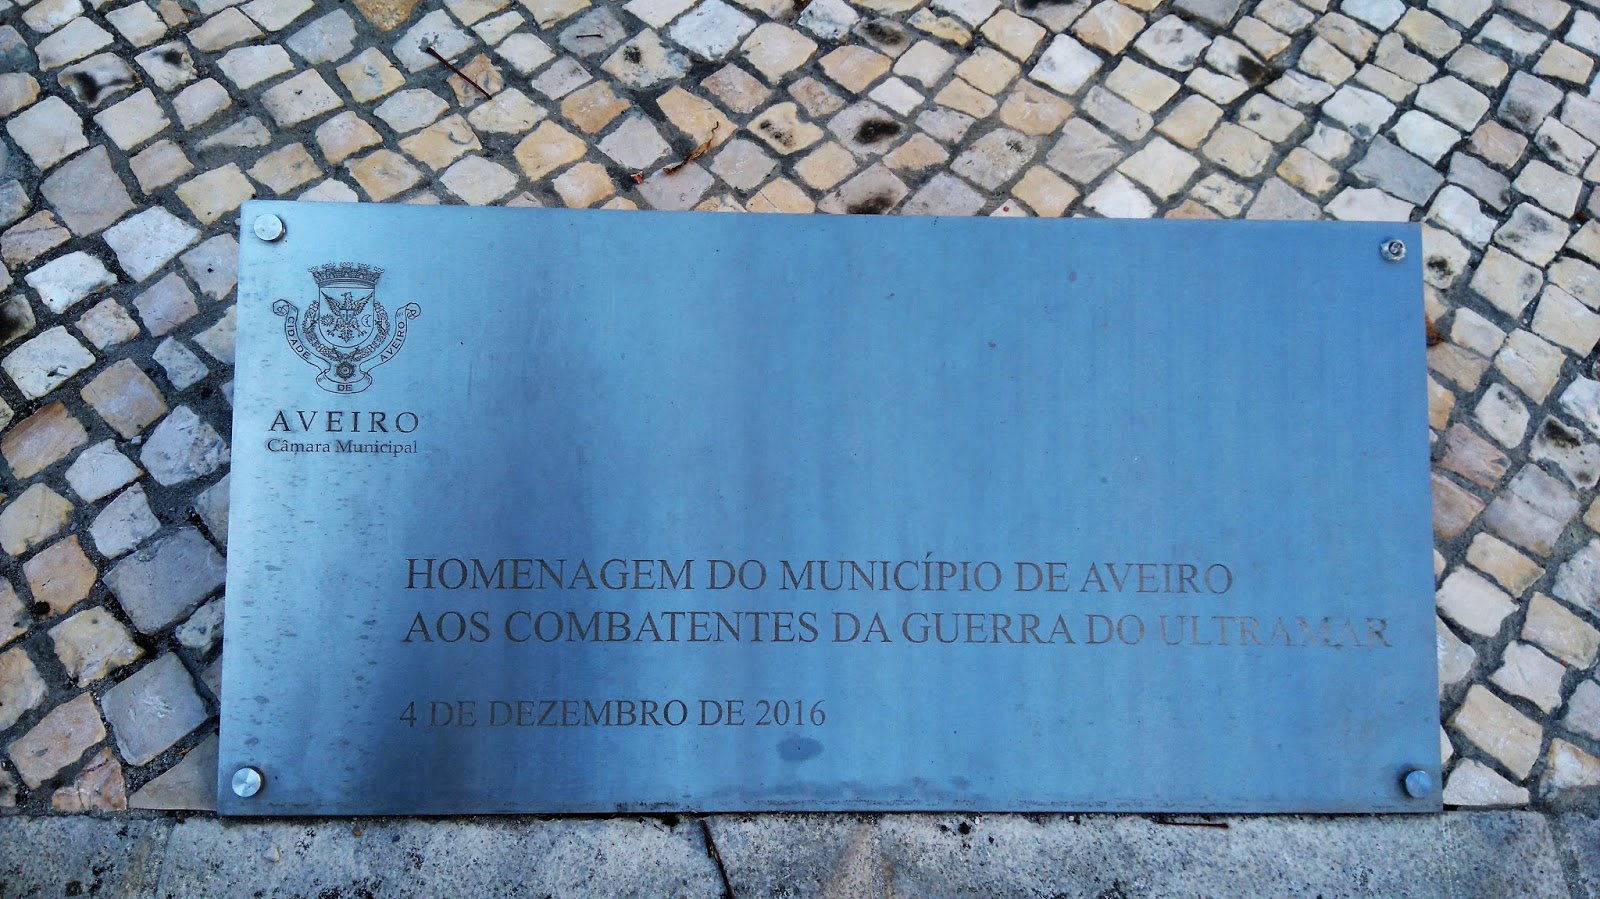 CIDADE DE AVEIRO
AVEIRO
Câmara Municipal
HOMENAGEM DO MUNICÍPIO DE AVEIRO
AOS COMBATENTES DA GUERRA DO ULTRAMAR
4 DE DEZEMBRO DE 2016